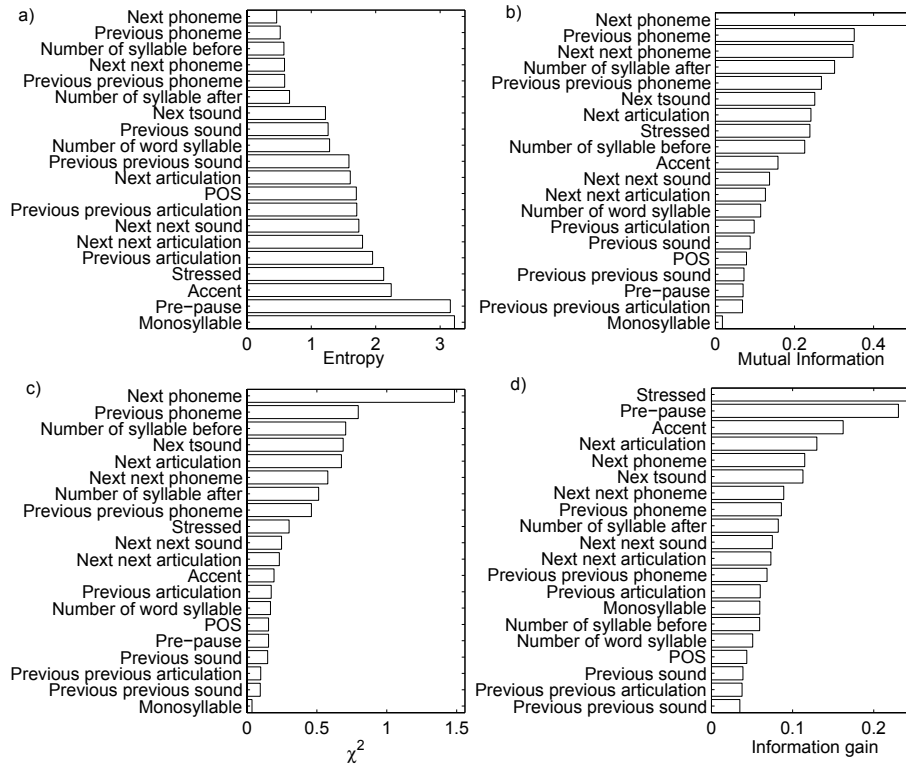 a)
Next phoneme
Previous phoneme
Number of syllable before
Next next phoneme
Previous previous phoneme
Number of syllable after
Nex tsound
Previous sound
Number of word syllable
Previous previous sound
Next articulation
POS
Previous previous articulation
Next next sound
Next next articulation
Previous articulation
Stressed
Accent
Pre−pause
Monosyllable
0 1 2 3
Entropy
b)
Next phoneme
Previous phoneme
Next next phoneme
Number of syllable after
Previous previous phoneme
Nex tsound
Next articulation
Stressed
Number of syllable before
Accent
Next next sound
Next next articulation
Number of word syllable
Previous articulation
Previous sound
POS
Previous previous sound
Pre−pause
Previous previous articulation
Monosyllable
0 0.2 0.4
Mutual Information
c)
Next phoneme
Previous phoneme
Number of syllable before
Nex tsound
Next articulation
Next next phoneme
Number of syllable after
Previous previous phoneme
Stressed
Next next sound
Next next articulation
Accent
Previous articulation
Number of word syllable
POS
Pre−pause
Previous sound
Previous previous articulation
Previous previous sound
Monosyllable
0 0.5 1 1.5
χ²
d)
Stressed
Pre−pause
Accent
Next articulation
Next phoneme
Nex tsound
Next next phoneme
Previous phoneme
Number of syllable after
Next next sound
Next next articulation
Previous previous phoneme
Previous articulation
Monosyllable
Number of syllable before
Number of word syllable
POS
Previous sound
Previous previous articulation
Previous previous sound
0 0.1 0.2
Information gain